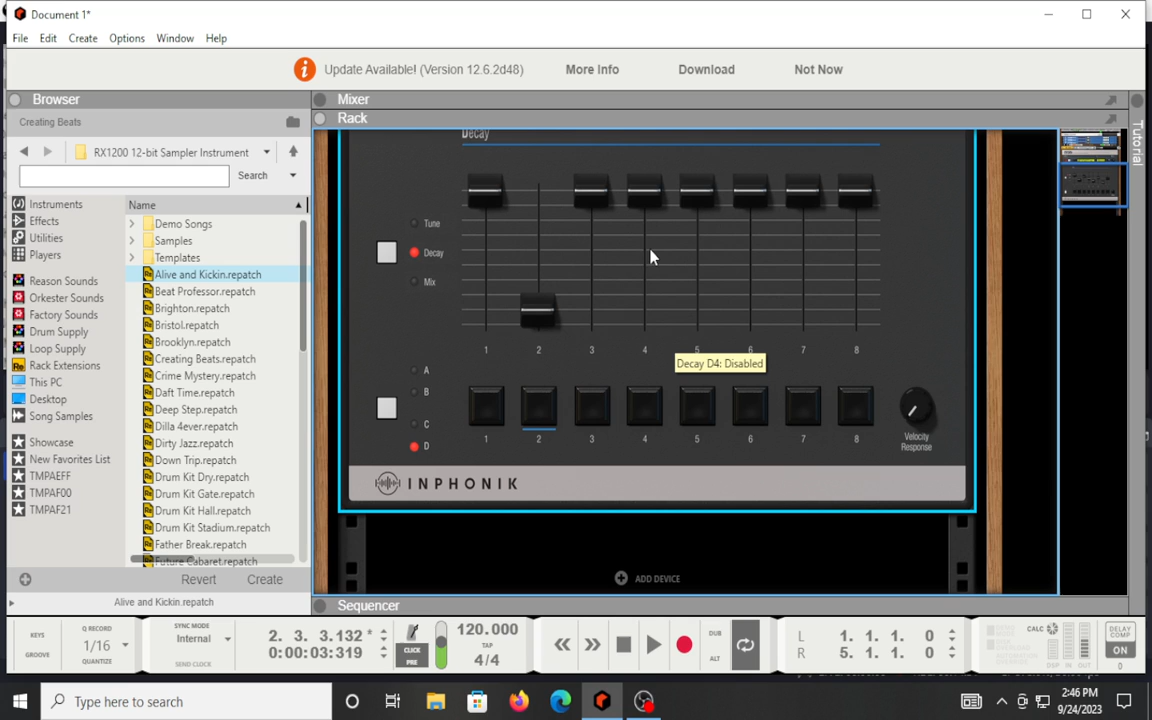 Document 1*
File Edit Create Options Window Help
Update Available! (Version 12.6.2d48) More Info Download Not Now
Browser
Creating Beats
RX1200 12-bit Sampler Instrument
Search
Instruments
Effects
Utilities
Players
Reason Sounds
Orkester Sounds
Factory Sounds
Drum Supply
Loop Supply
Rack Extensions
This PC
Desktop
Song Samples
Showcase
New Favorites List
TMPAEFF
TMPAF00
TMPAF21
Name
Demo Songs
Samples
Templates
Alive and Kickin.repatch
Beat Professor.repatch
Brighton.repatch
Bristol.repatch
Brooklyn.repatch
Creating Beats.repatch
Crime Mystery.repatch
Daft Time.repatch
Deep Step.repatch
Dilla 4ever.repatch
Dirty Jazz.repatch
Down Trip.repatch
Drum Kit Dry.repatch
Drum Kit Gate.repatch
Drum Kit Hall.repatch
Drum Kit Stadium.repatch
Father Break.repatch
Future Cabaret.repatch
Revert Create
Alive and Kickin.repatch
Mixer
Rack
Tutorial
Decay
Tune
Decay
Mix
1 2 3 4 5 6 7 8
Decay D4: Disabled
A
B
C
D
1 2 3 4 5 6 7 8
Velocity
Response
INPHONIK
ADD DEVICE
Sequencer
KEYS
GROOVE
Q RECORD
1/16
QUANTIZE
SYNC MODE
Internal
SEND CLOCK
2. 3. 3.132 *
0:00:03:319
CLICK
PRE
120.000
TAP
4/4
DUB
ALT
L 1. 1. 1. 0
R 5. 1. 1. 0
CALC
DSP IN OUT
DELAY
COMP
ON
0
Type here to search
2:46 PM
9/24/2023